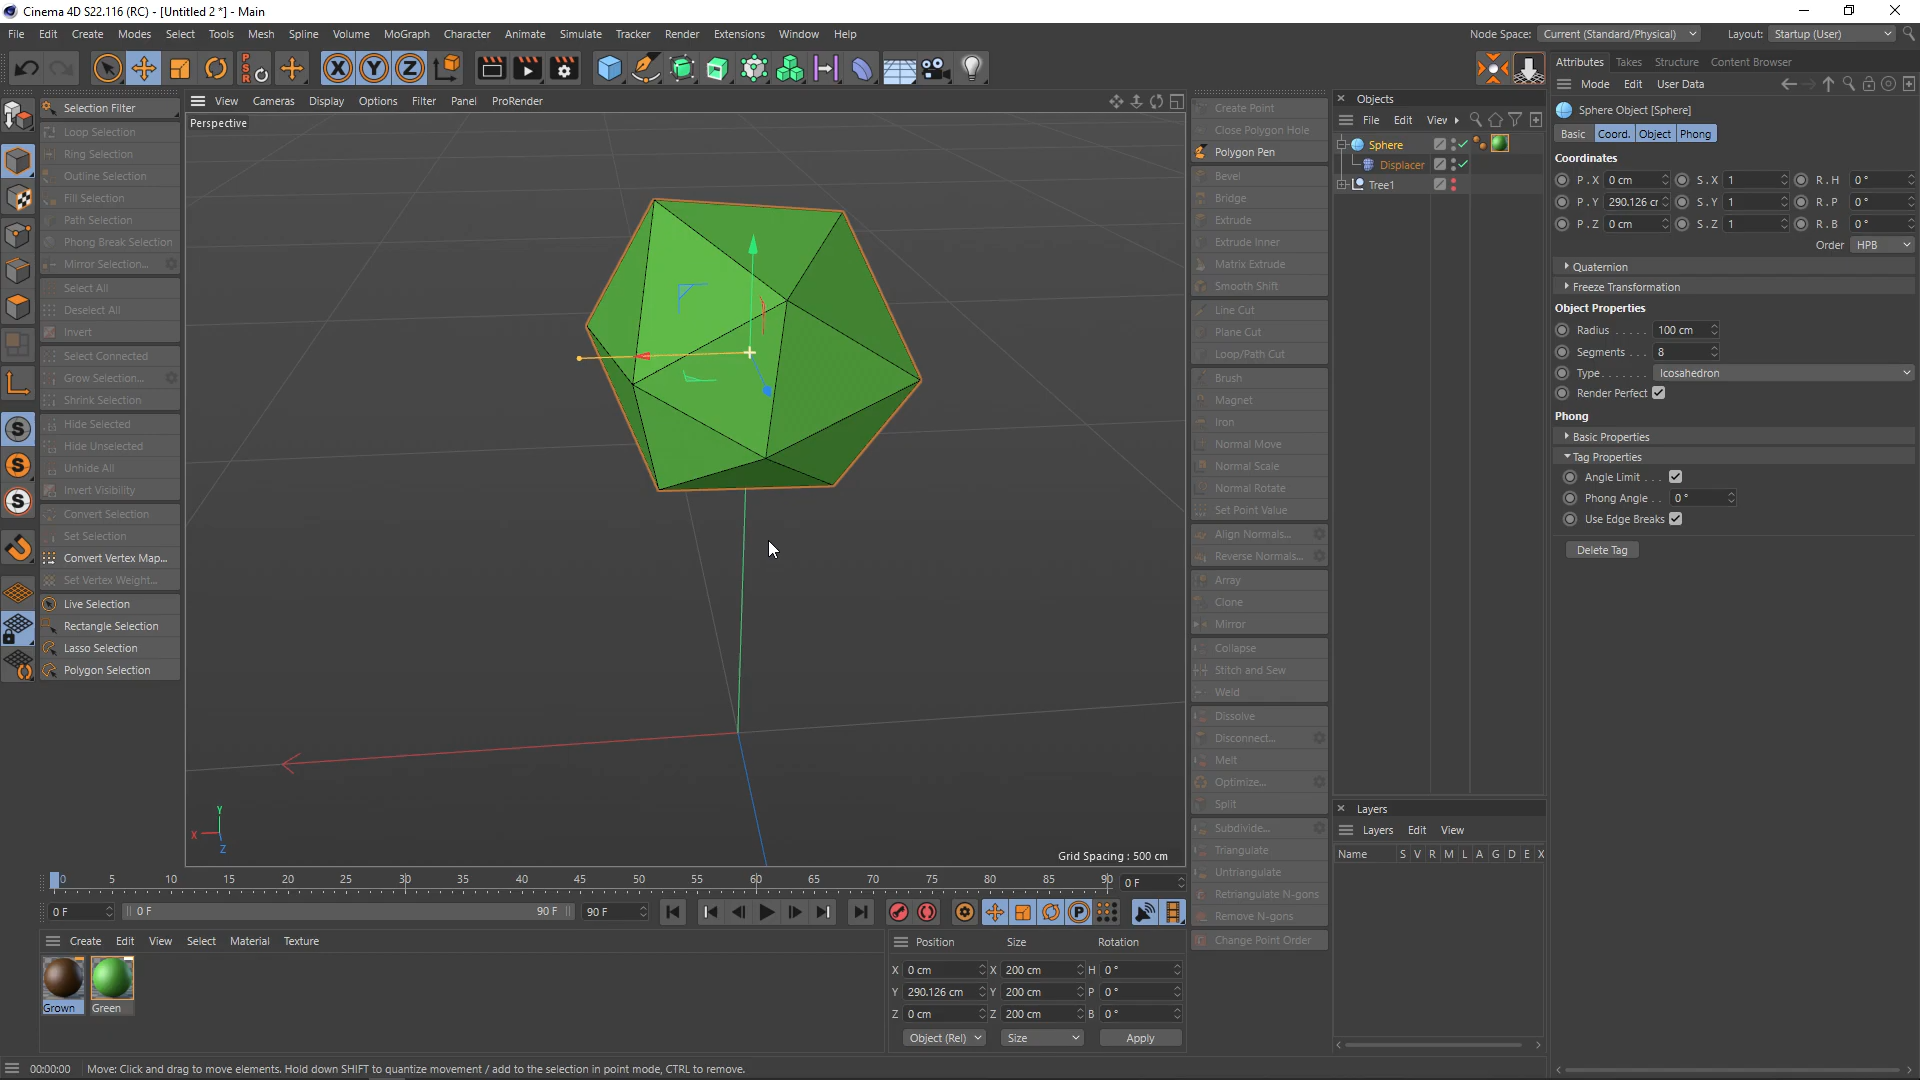 Cinema 4D S22.116 (RC) - [Untitled 2 *] - Main
File Edit Create Modes Select Spline Tools Mesh Spline Volume MoGraph Character Animate Simulate Tracker Render Extensions Window Help
Node Space: Current (Standard/Physical) Layout: Startup (User)
Attributes Takes Structure Content Browser
Mode Edit User Data
Sphere Object [Sphere]
Basic Coord. Object Phong
Coordinates
P . X 0 cm S . X 1 R . H 0 °
P . Y 290.126 cr S . Y 1 R . P 0 °
P . Z 0 cm S . Z 1 R . B 0 °
Order HPB
Quaternion
Freeze Transformation
Object Properties
Radius . . . . . 100 cm
Segments . . . 8
Type. . . . . . . Icosahedron
Render Perfect
Phong
Basic Properties
Tag Properties
Angle Limit . . .
Phong Angle . . 0 °
Use Edge Breaks
Delete Tag
Selection Filter
Loop Selection
Ring Selection
Outline Selection
Fill Selection
Path Selection
Phong Break Selection
Mirror Selection...
Select All
Deselect All
Invert
Select Connected
Grow Selection...
Shrink Selection
Hide Selected
Hide Unselected
Unhide All
Invert Visibility
Convert Selection
Set Selection
Convert Vertex Map...
Set Vertex Weight...
Live Selection
Rectangle Selection
Lasso Selection
Polygon Selection
View Cameras Display Options Filter Panel ProRender
Perspective
Grid Spacing : 500 cm
Y
X
Z
Create Point
Close Polygon Hole
Polygon Pen
Bevel
Bridge
Extrude
Extrude Inner
Matrix Extrude
Smooth Shift
Line Cut
Plane Cut
Loop/Path Cut
Brush
Magnet
Iron
Normal Move
Normal Scale
Normal Rotate
Set Point Value
Align Normals...
Reverse Normals...
Array
Clone
Mirror
Collapse
Stitch and Sew
Weld
Dissolve
Disconnect...
Melt
Optimize...
Split
Subdivide...
Triangulate
Untriangulate
Retriangulate N-gons
Remove N-gons
Change Point Order
Objects
File Edit View
Sphere
Displacer
Tree1
Layers
Layers Edit View
Name S V R M L A G D E X
0 5 10 15 20 25 30 35 40 45 50 55 60 65 70 75 80 85 90 0 F
0 F 0 F 90 F 90 F
Create Edit View Select Material Texture
Grown Green
Position Size Rotation
X 0 cm X 200 cm H 0 °
Y 290.126 cm Y 200 cm P 0 °
Z 0 cm Z 200 cm B 0 °
Object (Rel) Size Apply
00:00:00 Move: Click and drag to move elements. Hold down SHIFT to quantize movement / add to the selection in point mode, CTRL to remove.